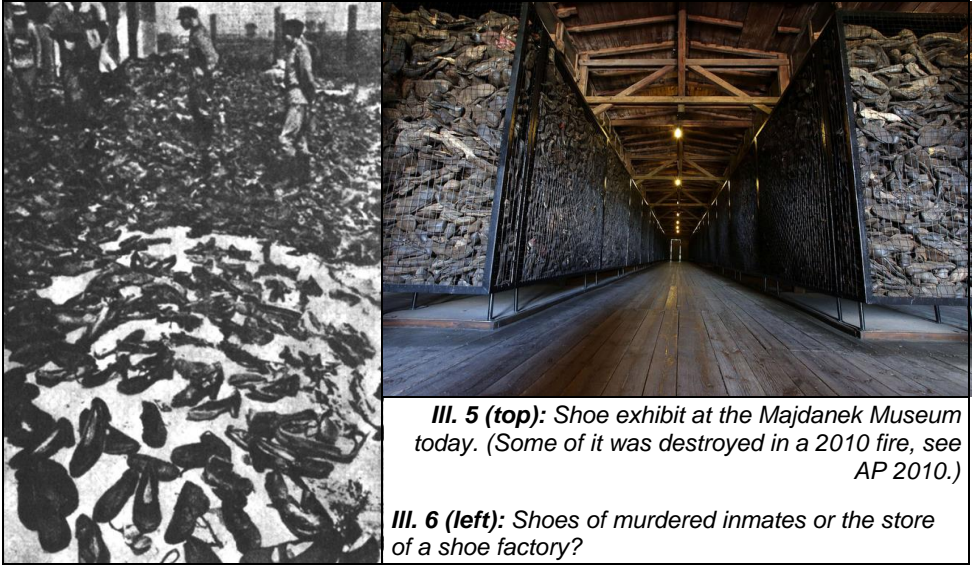 Ill. 5 (top): Shoe exhibit at the Majdanek Museum
today. (Some of it was destroyed in a 2010 fire, see
AP 2010.)
Ill. 6 (left): Shoes of murdered inmates or the store
of a shoe factory?